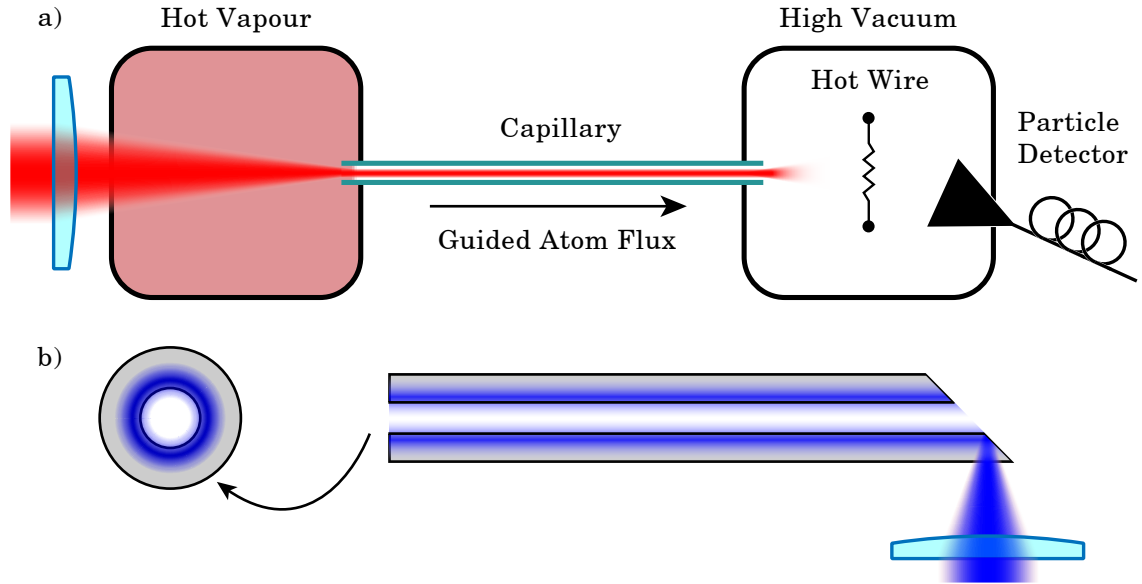 a)
Hot Vapour
High Vacuum
Hot Wire
Capillary
Particle
Detector
Guided Atom Flux
b)